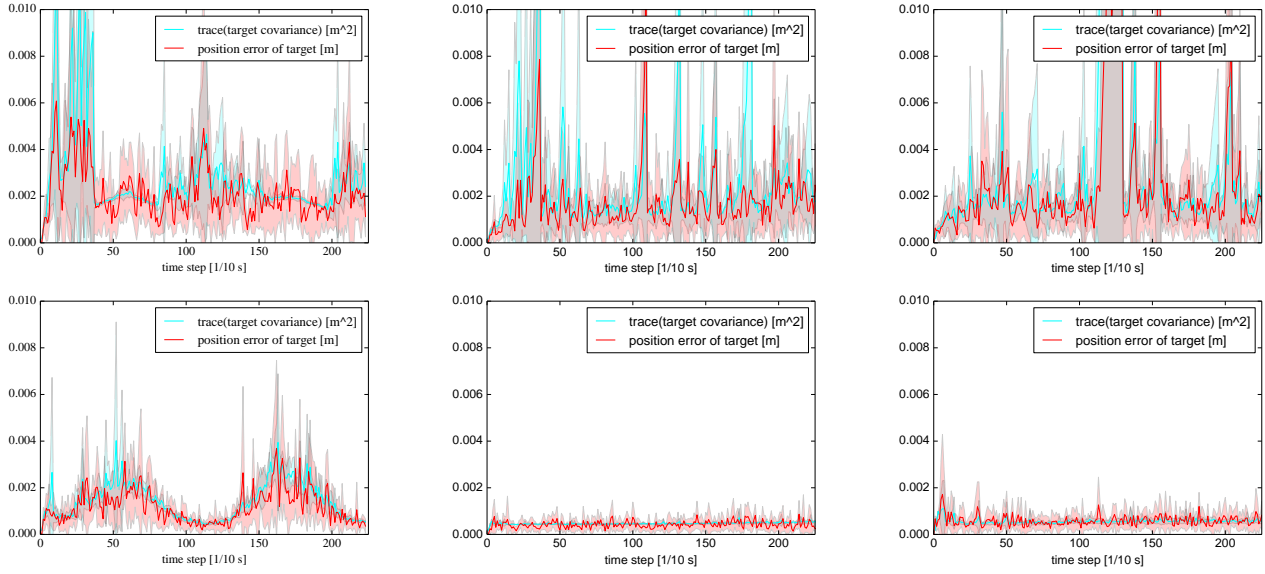 0.010
trace(target covariance) [m^2]
position error of target [m]
0.008
0.006
0.004
0.002
0.000
0 50 100 150 200
time step [1/10 s]
0.010
trace(target covariance) [m^2]
position error of target [m]
0.008
0.006
0.004
0.002
0.000
0 50 100 150 200
time step [1/10 s]
0.010
trace(target covariance) [m^2]
position error of target [m]
0.008
0.006
0.004
0.002
0.000
0 50 100 150 200
time step [1/10 s]
0.010
trace(target covariance) [m^2]
position error of target [m]
0.008
0.006
0.004
0.002
0.000
0 50 100 150 200
time step [1/10 s]
0.010
trace(target covariance) [m^2]
position error of target [m]
0.008
0.006
0.004
0.002
0.000
0 50 100 150 200
time step [1/10 s]
0.010
trace(target covariance) [m^2]
position error of target [m]
0.008
0.006
0.004
0.002
0.000
0 50 100 150 200
time step [1/10 s]